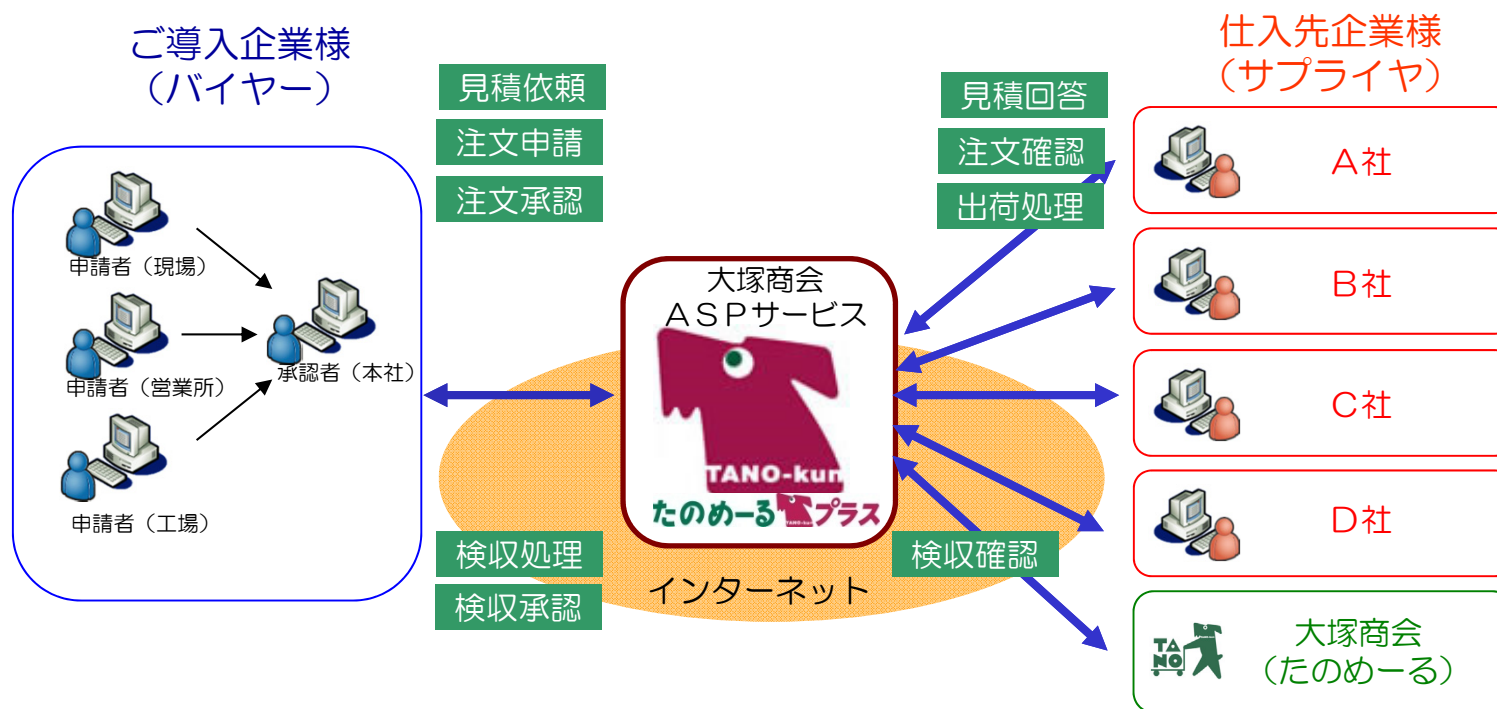 ご導入企業様
（バイヤー）
見積依頼
注文申請
注文承認
申請者（現場）
申請者（営業所）
申請者（工場）
承認者（本社）
検収処理
検収承認
大塚商会
ＡＳＰサービス
TANO-kun
たのめーる TANO-kun プラス
インターネット
見積回答
注文確認
出荷処理
検収確認
仕入先企業様
（サプライヤ）
Ａ社
Ｂ社
Ｃ社
Ｄ社
TANO
大塚商会
（たのめーる）